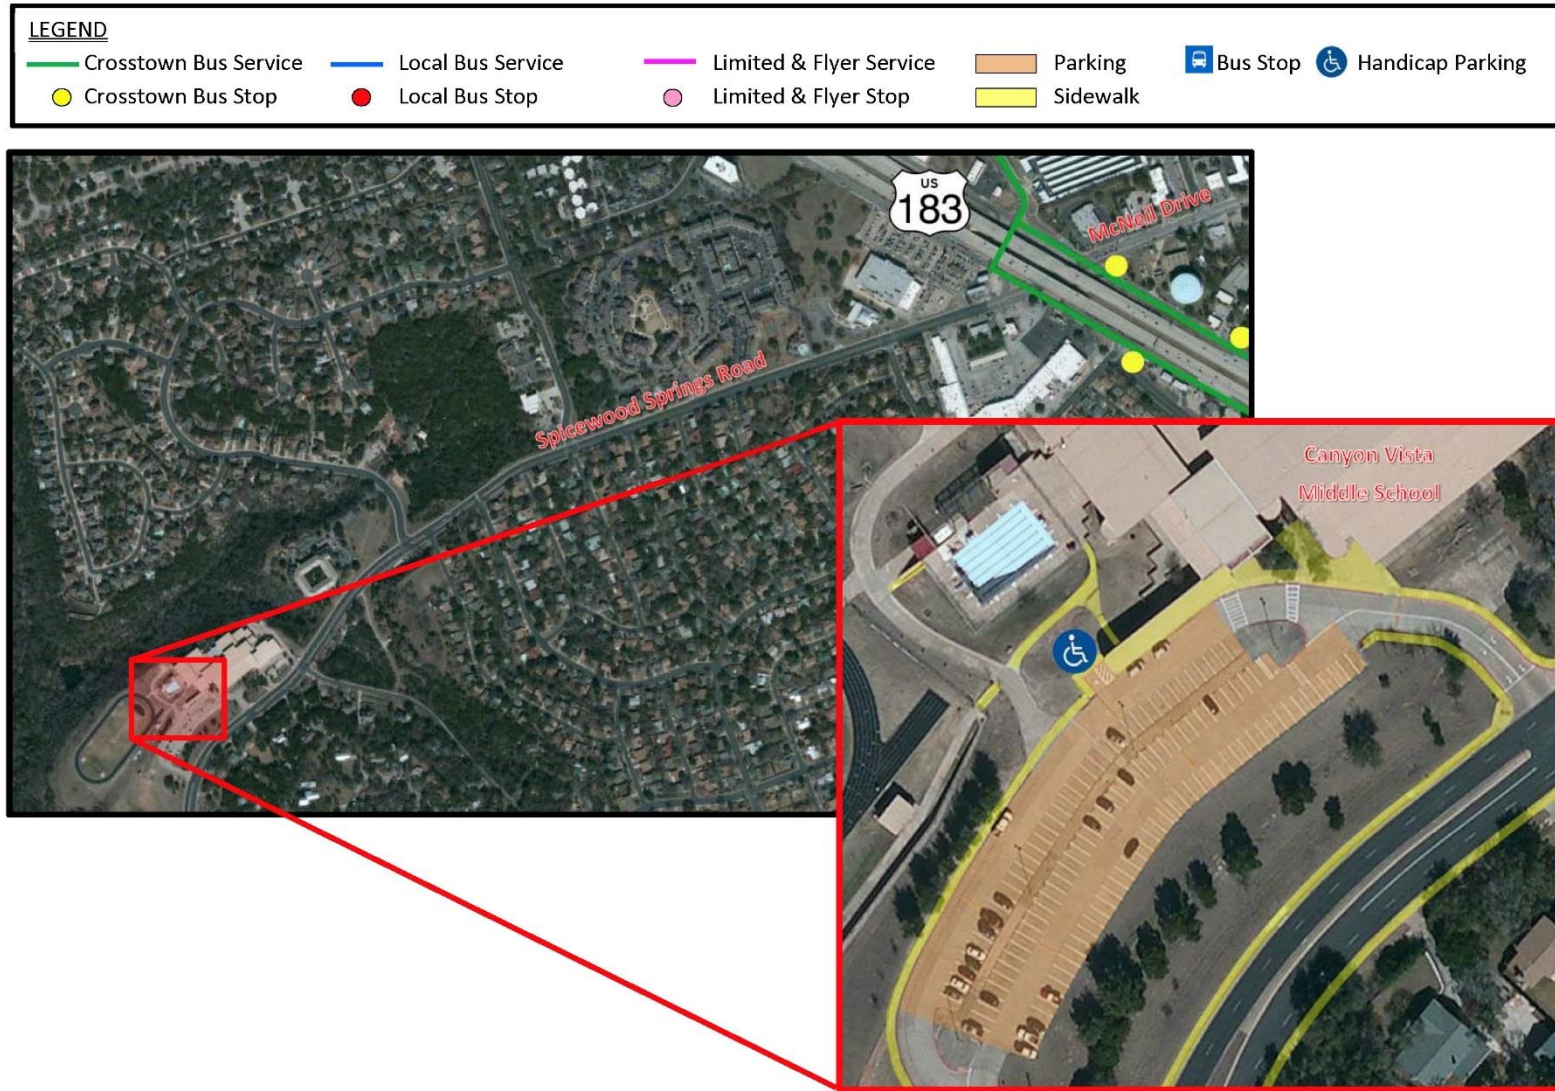 LEGEND
Crosstown Bus Service Local Bus Service Limited & Flyer Service Parking Bus Stop Handicap Parking
Crosstown Bus Stop Local Bus Stop Limited & Flyer Stop Sidewalk
US
183
McNeil Drive
Spicewood Springs Road
Canyon Vista
Middle School